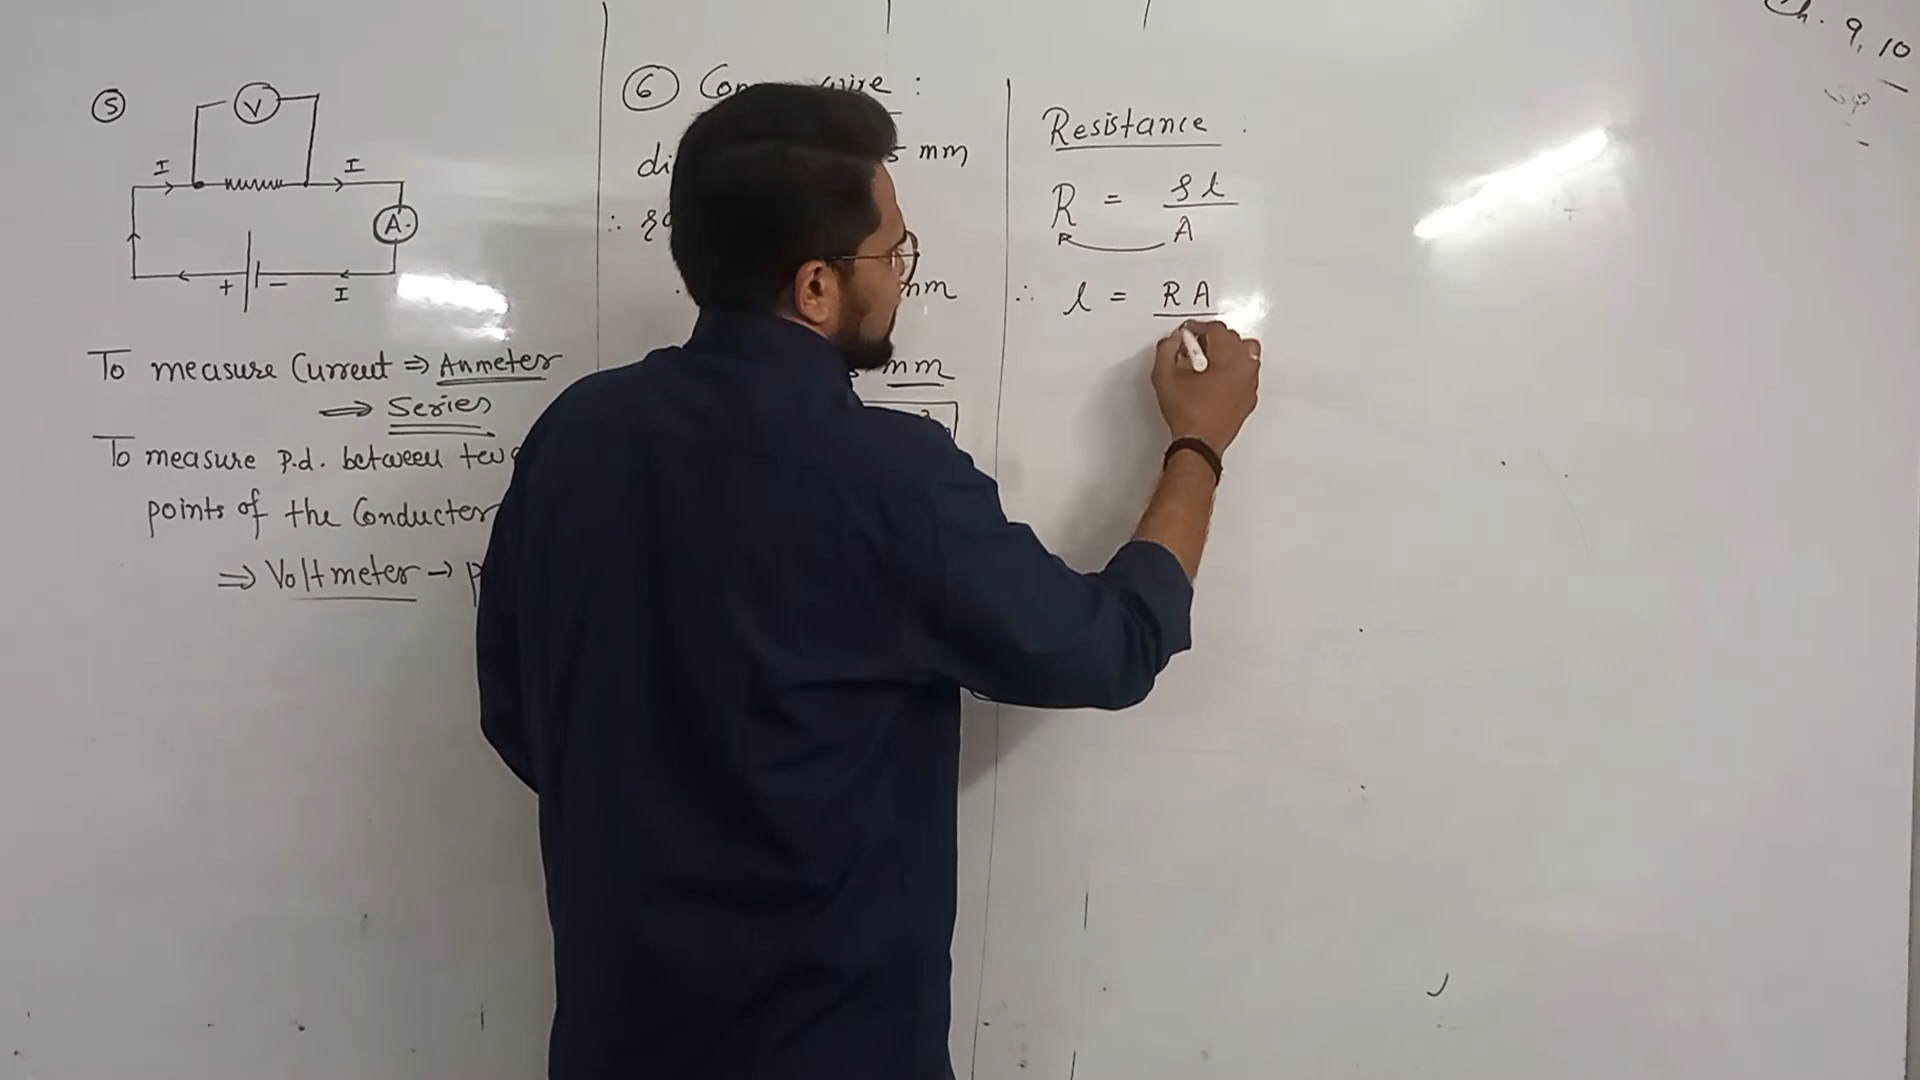 5
V
I I
A
+ - I
To measure Current ⇒ Ammeter
⇒ Series
To measure p.d. between two
points of the Conductor
⇒ Voltmeter →
6 wire :
mm
∴
mm
mm
Resistance :
R = ρl / A
∴ l = R A
Ch. 9, 10